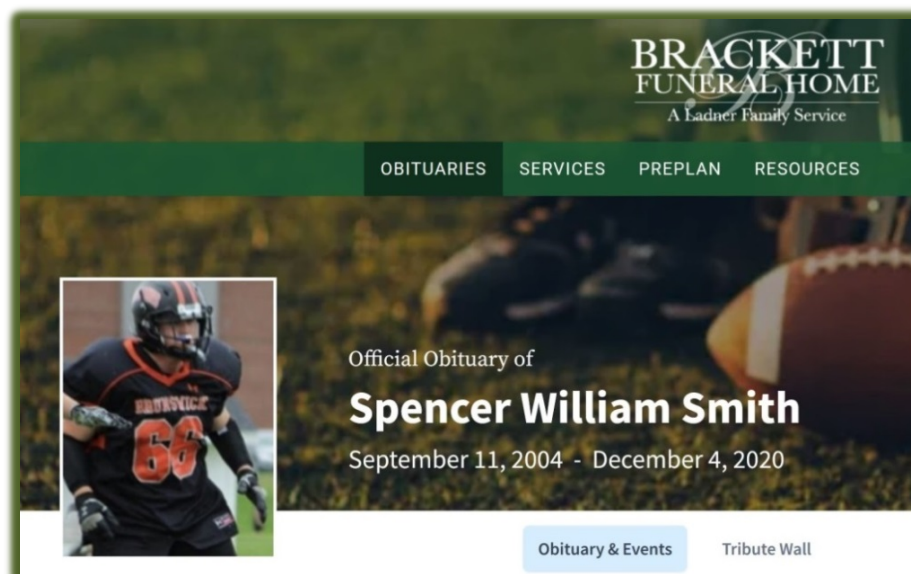 BRACKETT
FUNERAL HOME
A Ladner Family Service
OBITUARIES SERVICES PREPLAN RESOURCES
Official Obituary of
Spencer William Smith
September 11, 2004 - December 4, 2020
BRUNSWICK
66
Obituary & Events Tribute Wall